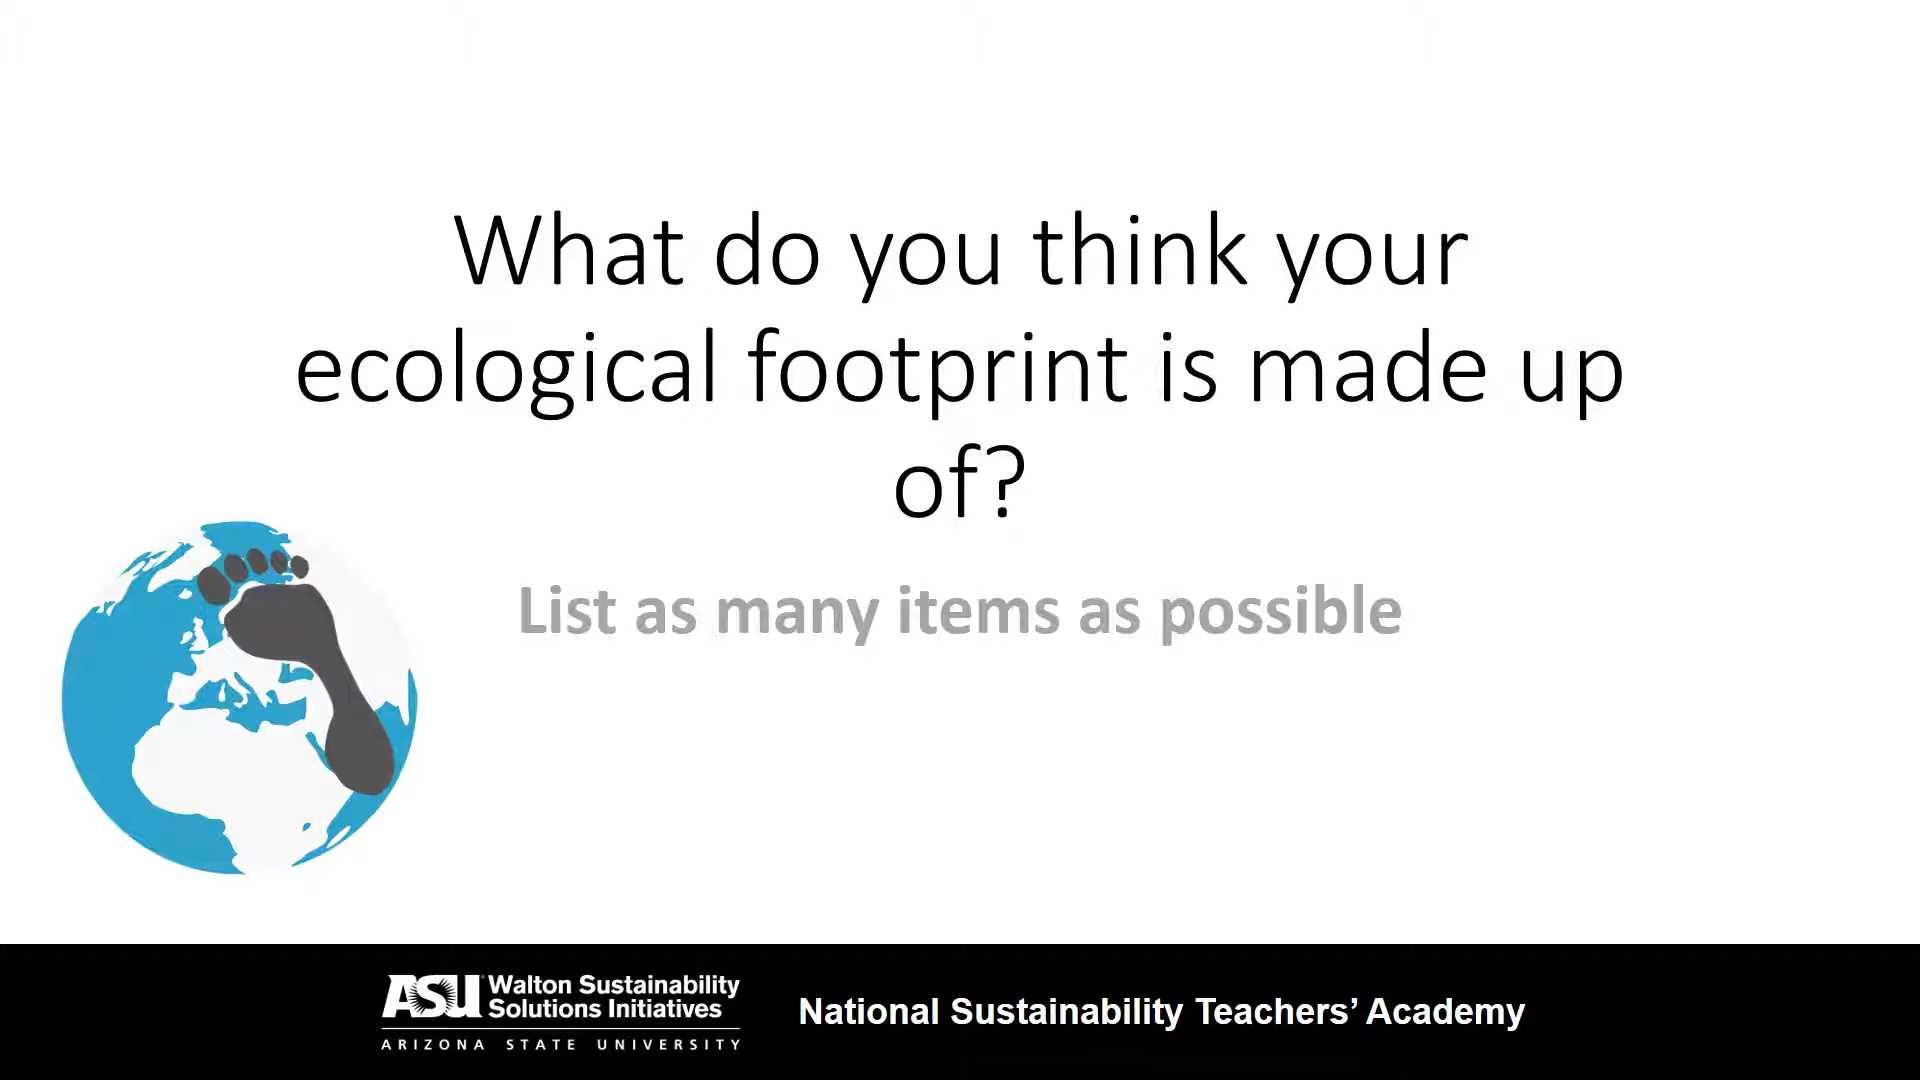 What do you think your
ecological footprint is made up
of?
List as many items as possible
ASU Walton Sustainability
Solutions Initiatives
ARIZONA STATE UNIVERSITY
National Sustainability Teachers’ Academy